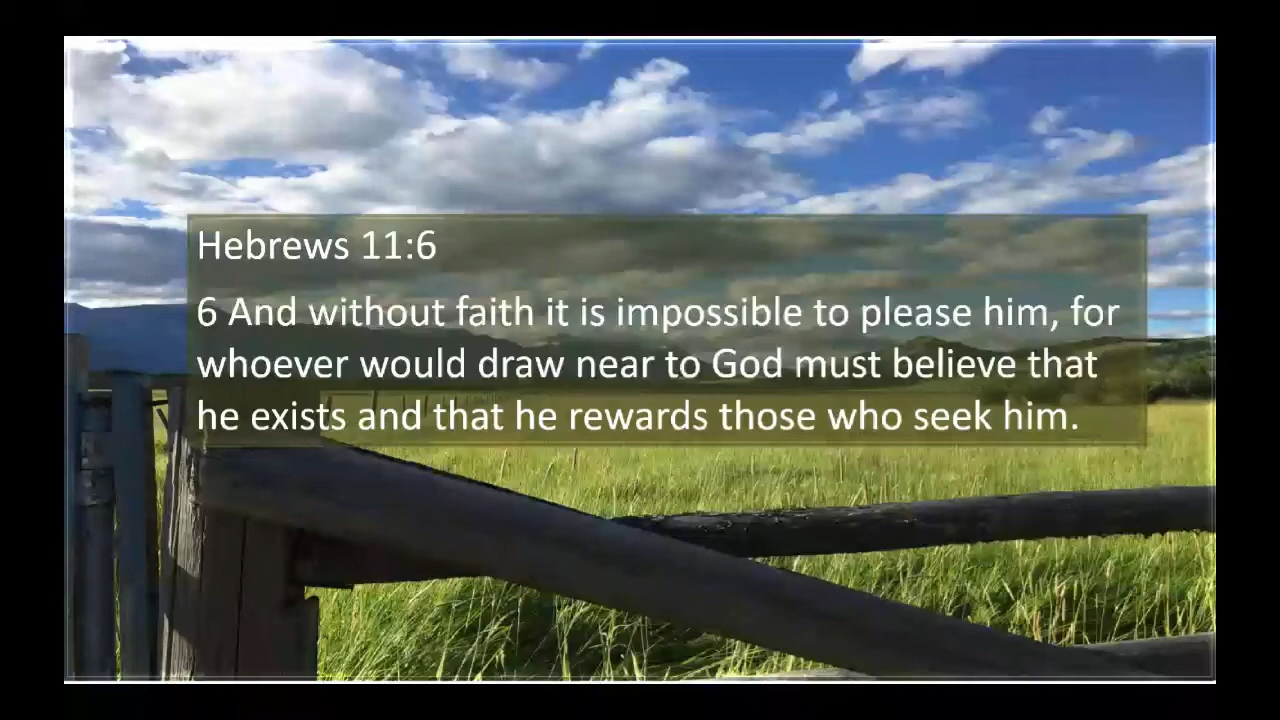 Hebrews 11:6
6 And without faith it is impossible to please him, for
whoever would draw near to God must believe that
he exists and that he rewards those who seek him.